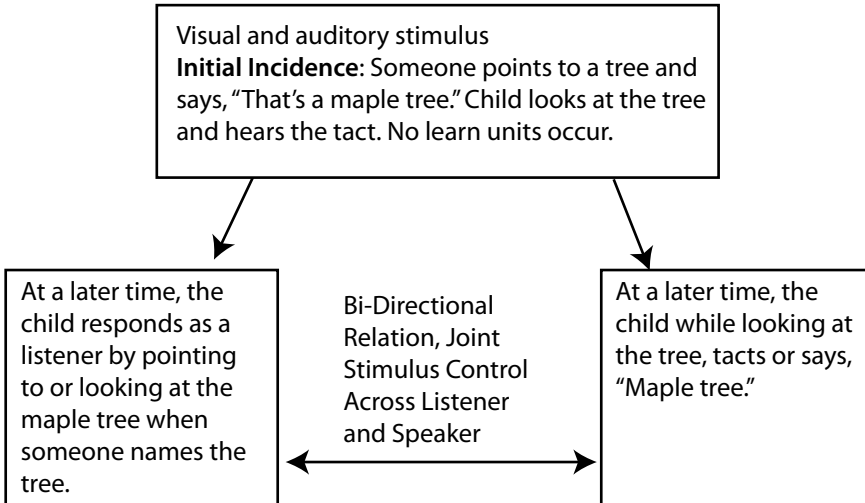 Visual and auditory stimulus
Initial Incidence: Someone points to a tree and
says, “That’s a maple tree.” Child looks at the tree
and hears the tact. No learn units occur.
At a later time, the
child responds as a
listener by pointing
to or looking at the
maple tree when
someone names the
tree.
Bi-Directional
Relation, Joint
Stimulus Control
Across Listener
and Speaker
At a later time, the
child while looking at
the tree, tacts or says,
“Maple tree.”